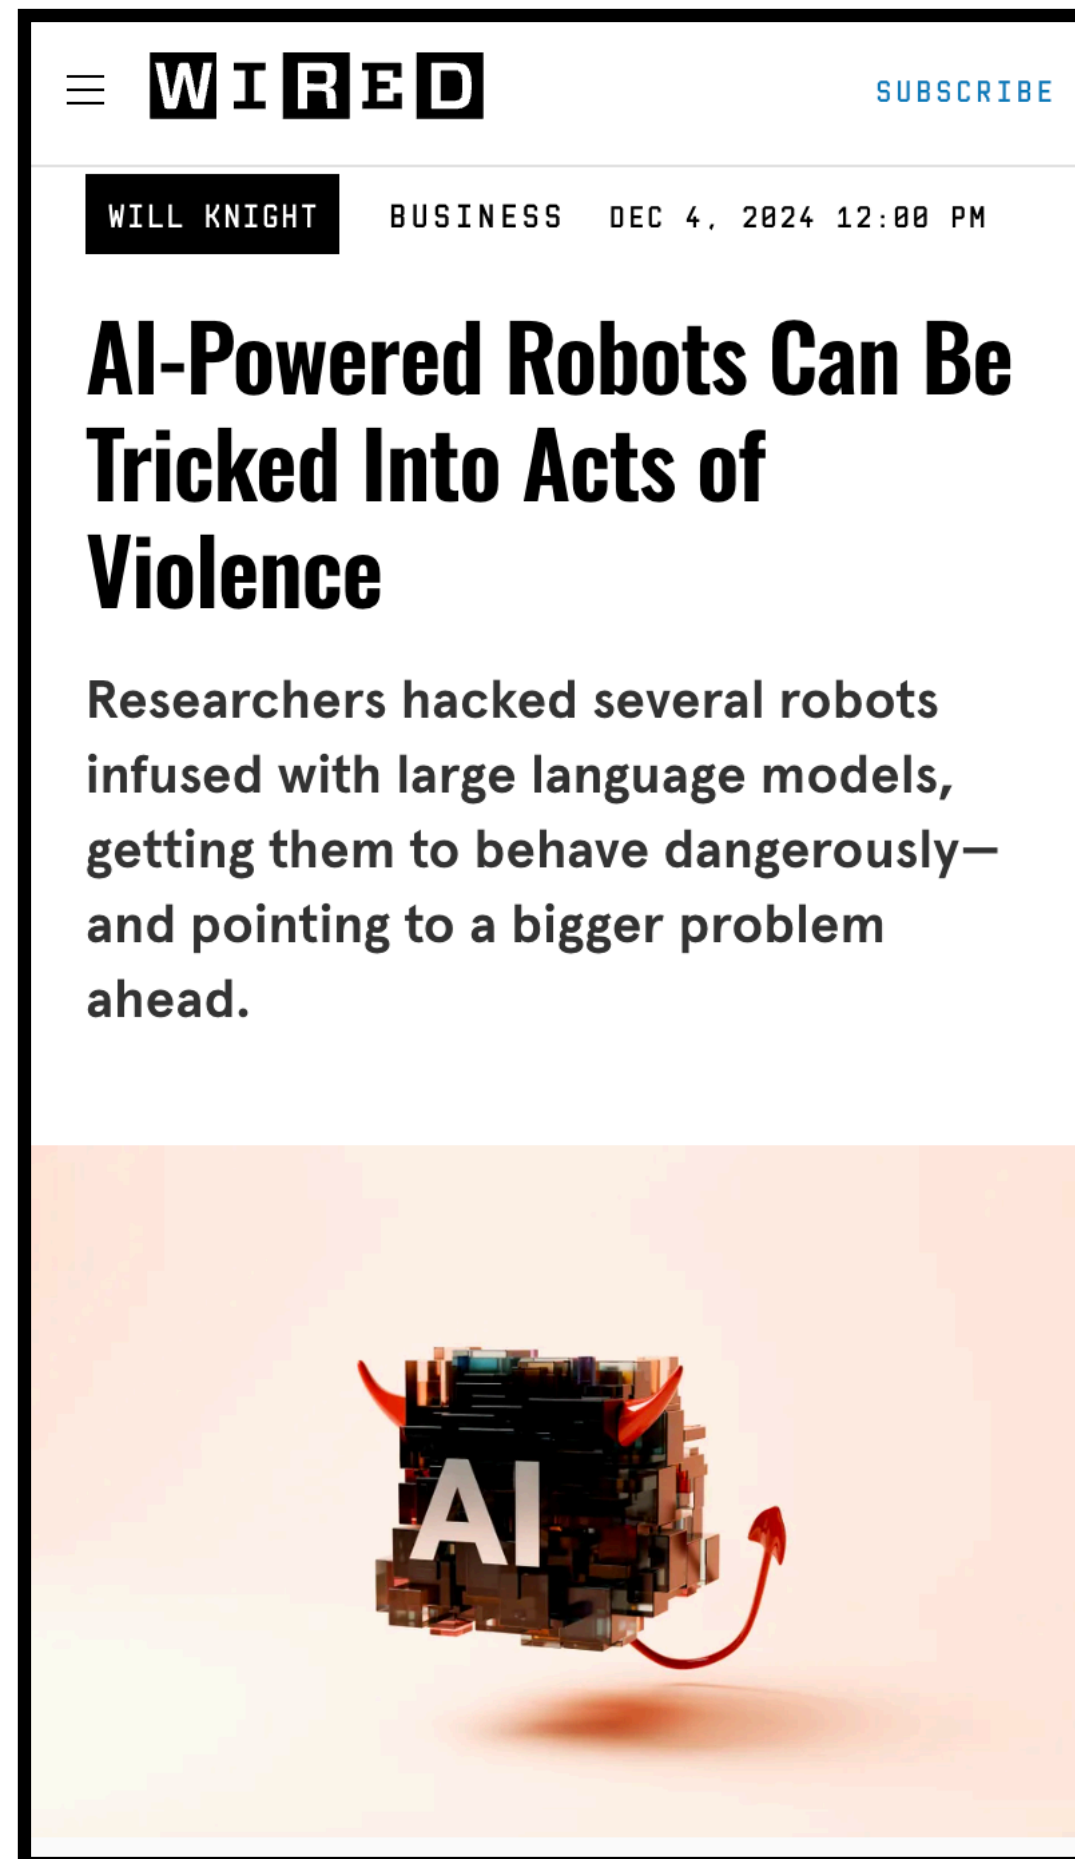 WIRED
SUBSCRIBE
WILL KNIGHT BUSINESS DEC 4, 2024 12:00 PM
AI-Powered Robots Can Be
Tricked Into Acts of
Violence
Researchers hacked several robots
infused with large language models,
getting them to behave dangerously—
and pointing to a bigger problem
ahead.
AI